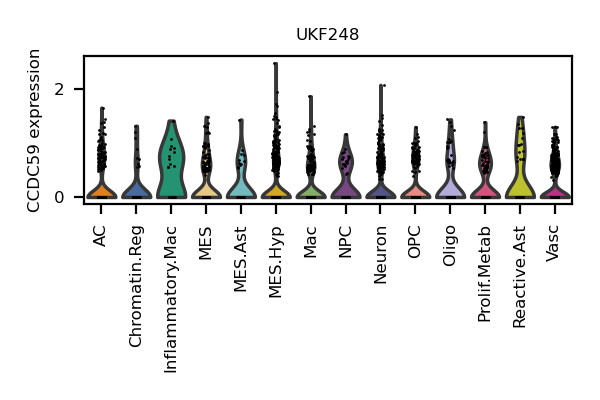 UKF248
CCDC59 expression
2
0
AC
Chromatin.Reg
Inflammatory.Mac
MES
MES.Ast
MES.Hyp
Mac
NPC
Neuron
OPC
Oligo
Prolif.Metab
Reactive.Ast
Vasc